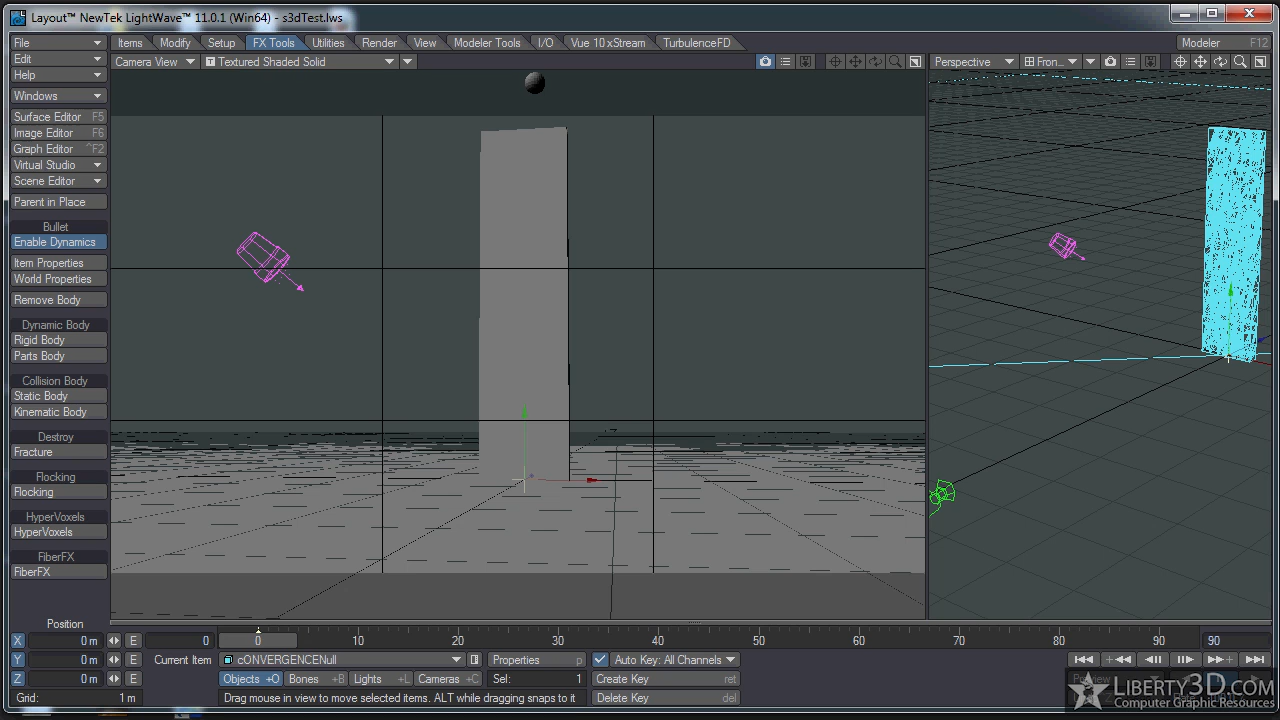 Layout™ NewTek LightWave™ 11.0.1 (Win64) - s3dTest.lws
File
Items Modify Setup FX Tools Utilities Render View Modeler Tools I/O Vue 10 xStream TurbulenceFD
Modeler F12
Edit
Help
Camera View Textured Shaded Solid
Perspective Fron...
Windows
Surface Editor F5
Image Editor F6
Graph Editor ^F2
Virtual Studio
Scene Editor
Parent in Place
Bullet
Enable Dynamics
Item Properties
World Properties
Remove Body
Dynamic Body
Rigid Body
Parts Body
Collision Body
Static Body
Kinematic Body
Destroy
Fracture
Flocking
Flocking
HyperVoxels
HyperVoxels
FiberFX
FiberFX
Position
X 0 m E 0
0 10 20 30 40 50 60 70 80 90 90
Y 0 m E
Current Item cONVERGENCENull Properties p Auto Key: All Channels
Z 0 m E
Objects +O Bones +B Lights +L Cameras +C Sel: 1 Create Key ret
Preview
Grid: 1 m
Drag mouse in view to move selected items. ALT while dragging snaps to it Delete Key del
LIBERTY3D.COM
Computer Graphic Resources